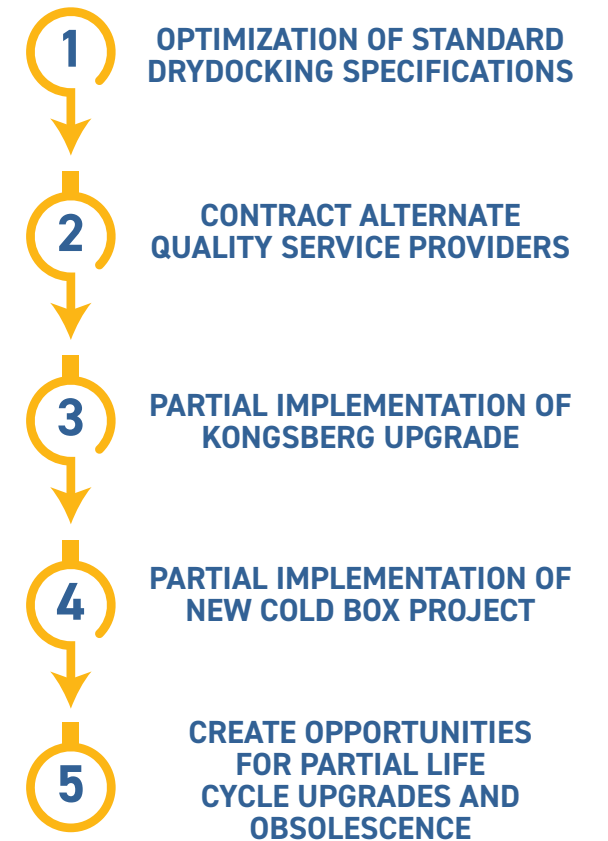 1
OPTIMIZATION OF STANDARD
DRYDOCKING SPECIFICATIONS
2
CONTRACT ALTERNATE
QUALITY SERVICE PROVIDERS
3
PARTIAL IMPLEMENTATION OF
KONGSBERG UPGRADE
4
PARTIAL IMPLEMENTATION OF
NEW COLD BOX PROJECT
5
CREATE OPPORTUNITIES
FOR PARTIAL LIFE
CYCLE UPGRADES AND
OBSOLESCENCE